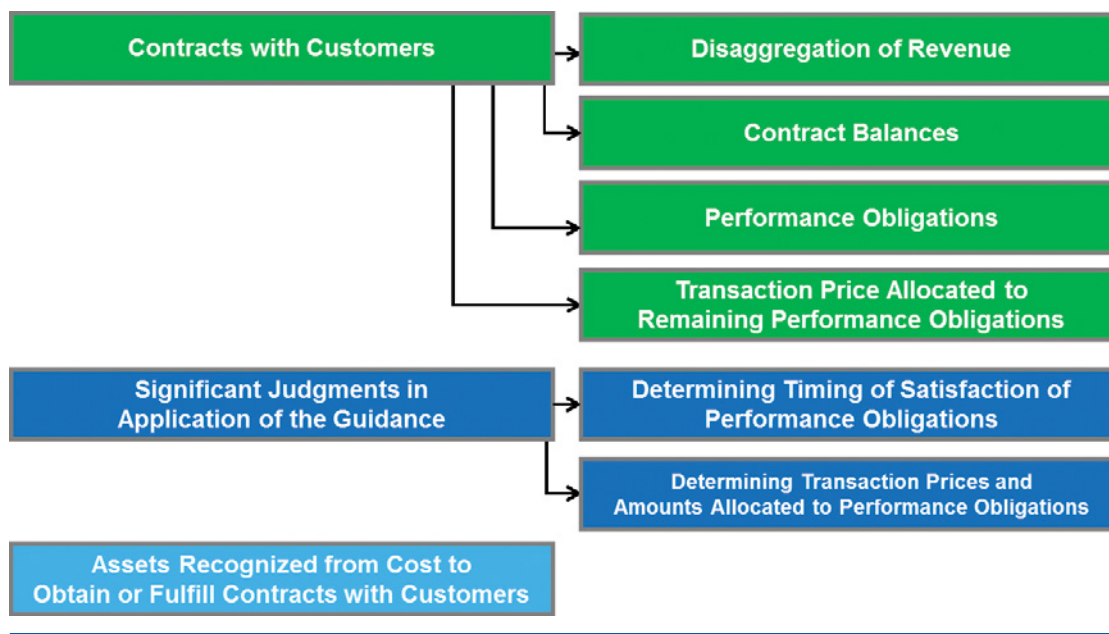 Contracts with Customers
Disaggregation of Revenue
Contract Balances
Performance Obligations
Transaction Price Allocated to
Remaining Performance Obligations
Significant Judgments in
Application of the Guidance
Determining Timing of Satisfaction of
Performance Obligations
Determining Transaction Prices and
Amounts Allocated to Performance Obligations
Assets Recognized from Cost to
Obtain or Fulfill Contracts with Customers